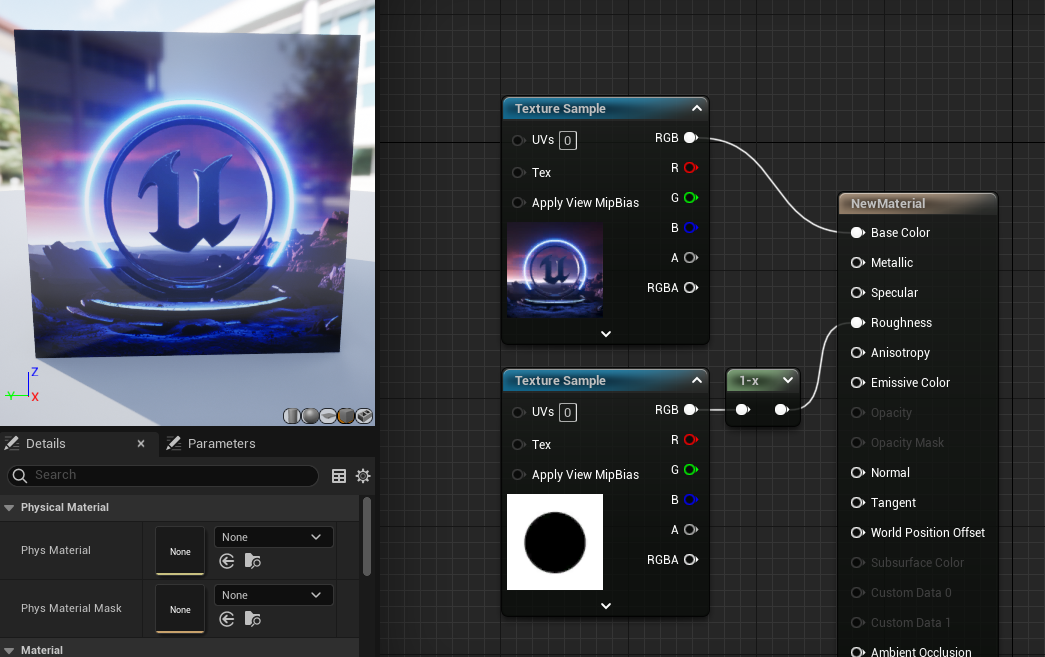 Z
Y
X
Details
Parameters
Search
Physical Material
Phys Material
None
None
Phys Material Mask
None
None
Material
Texture Sample
UVs 0
RGB
Tex
R
Apply View MipBias
G
B
A
RGBA
Texture Sample
UVs 0
RGB
Tex
R
Apply View MipBias
G
B
A
RGBA
1-x
NewMaterial
Base Color
Metallic
Specular
Roughness
Anisotropy
Emissive Color
Opacity
Opacity Mask
Normal
Tangent
World Position Offset
Subsurface Color
Custom Data 0
Custom Data 1
Ambient Occlusion